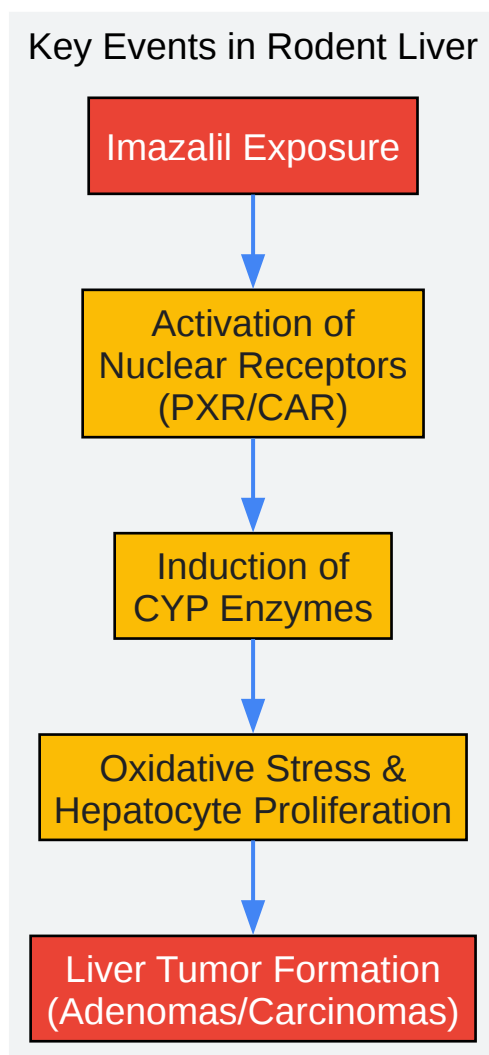 Key Events in Rodent Liver
Imazalil Exposure
Activation of
Nuclear Receptors
(PXR/CAR)
Induction of
CYP Enzymes
Oxidative Stress &
Hepatocyte Proliferation
Liver Tumor Formation
(Adenomas/Carcinomas)